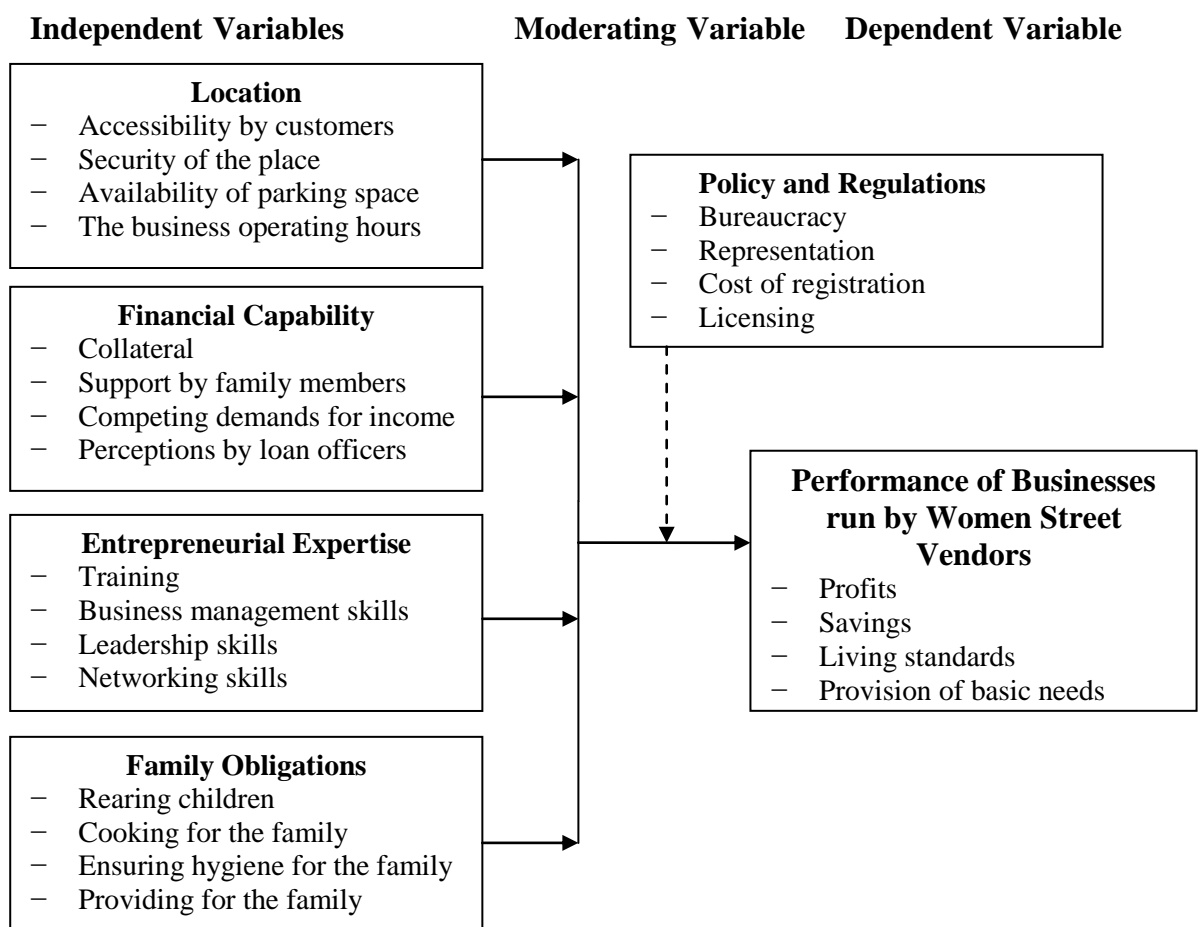 Independent Variables
Moderating Variable
Dependent Variable
Location
− Accessibility by customers
− Security of the place
− Availability of parking space
− The business operating hours
Financial Capability
− Collateral
− Support by family members
− Competing demands for income
− Perceptions by loan officers
Entrepreneurial Expertise
− Training
− Business management skills
− Leadership skills
− Networking skills
Family Obligations
− Rearing children
− Cooking for the family
− Ensuring hygiene for the family
− Providing for the family
Policy and Regulations
− Bureaucracy
− Representation
− Cost of registration
− Licensing
Performance of Businesses
run by Women Street
Vendors
− Profits
− Savings
− Living standards
− Provision of basic needs